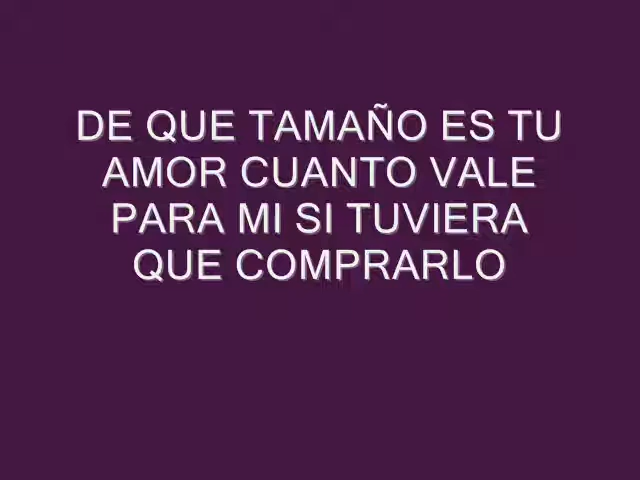 DE QUE TAMAÑO ES TU
AMOR CUANTO VALE
PARA MI SI TUVIERA
QUE COMPRARLO